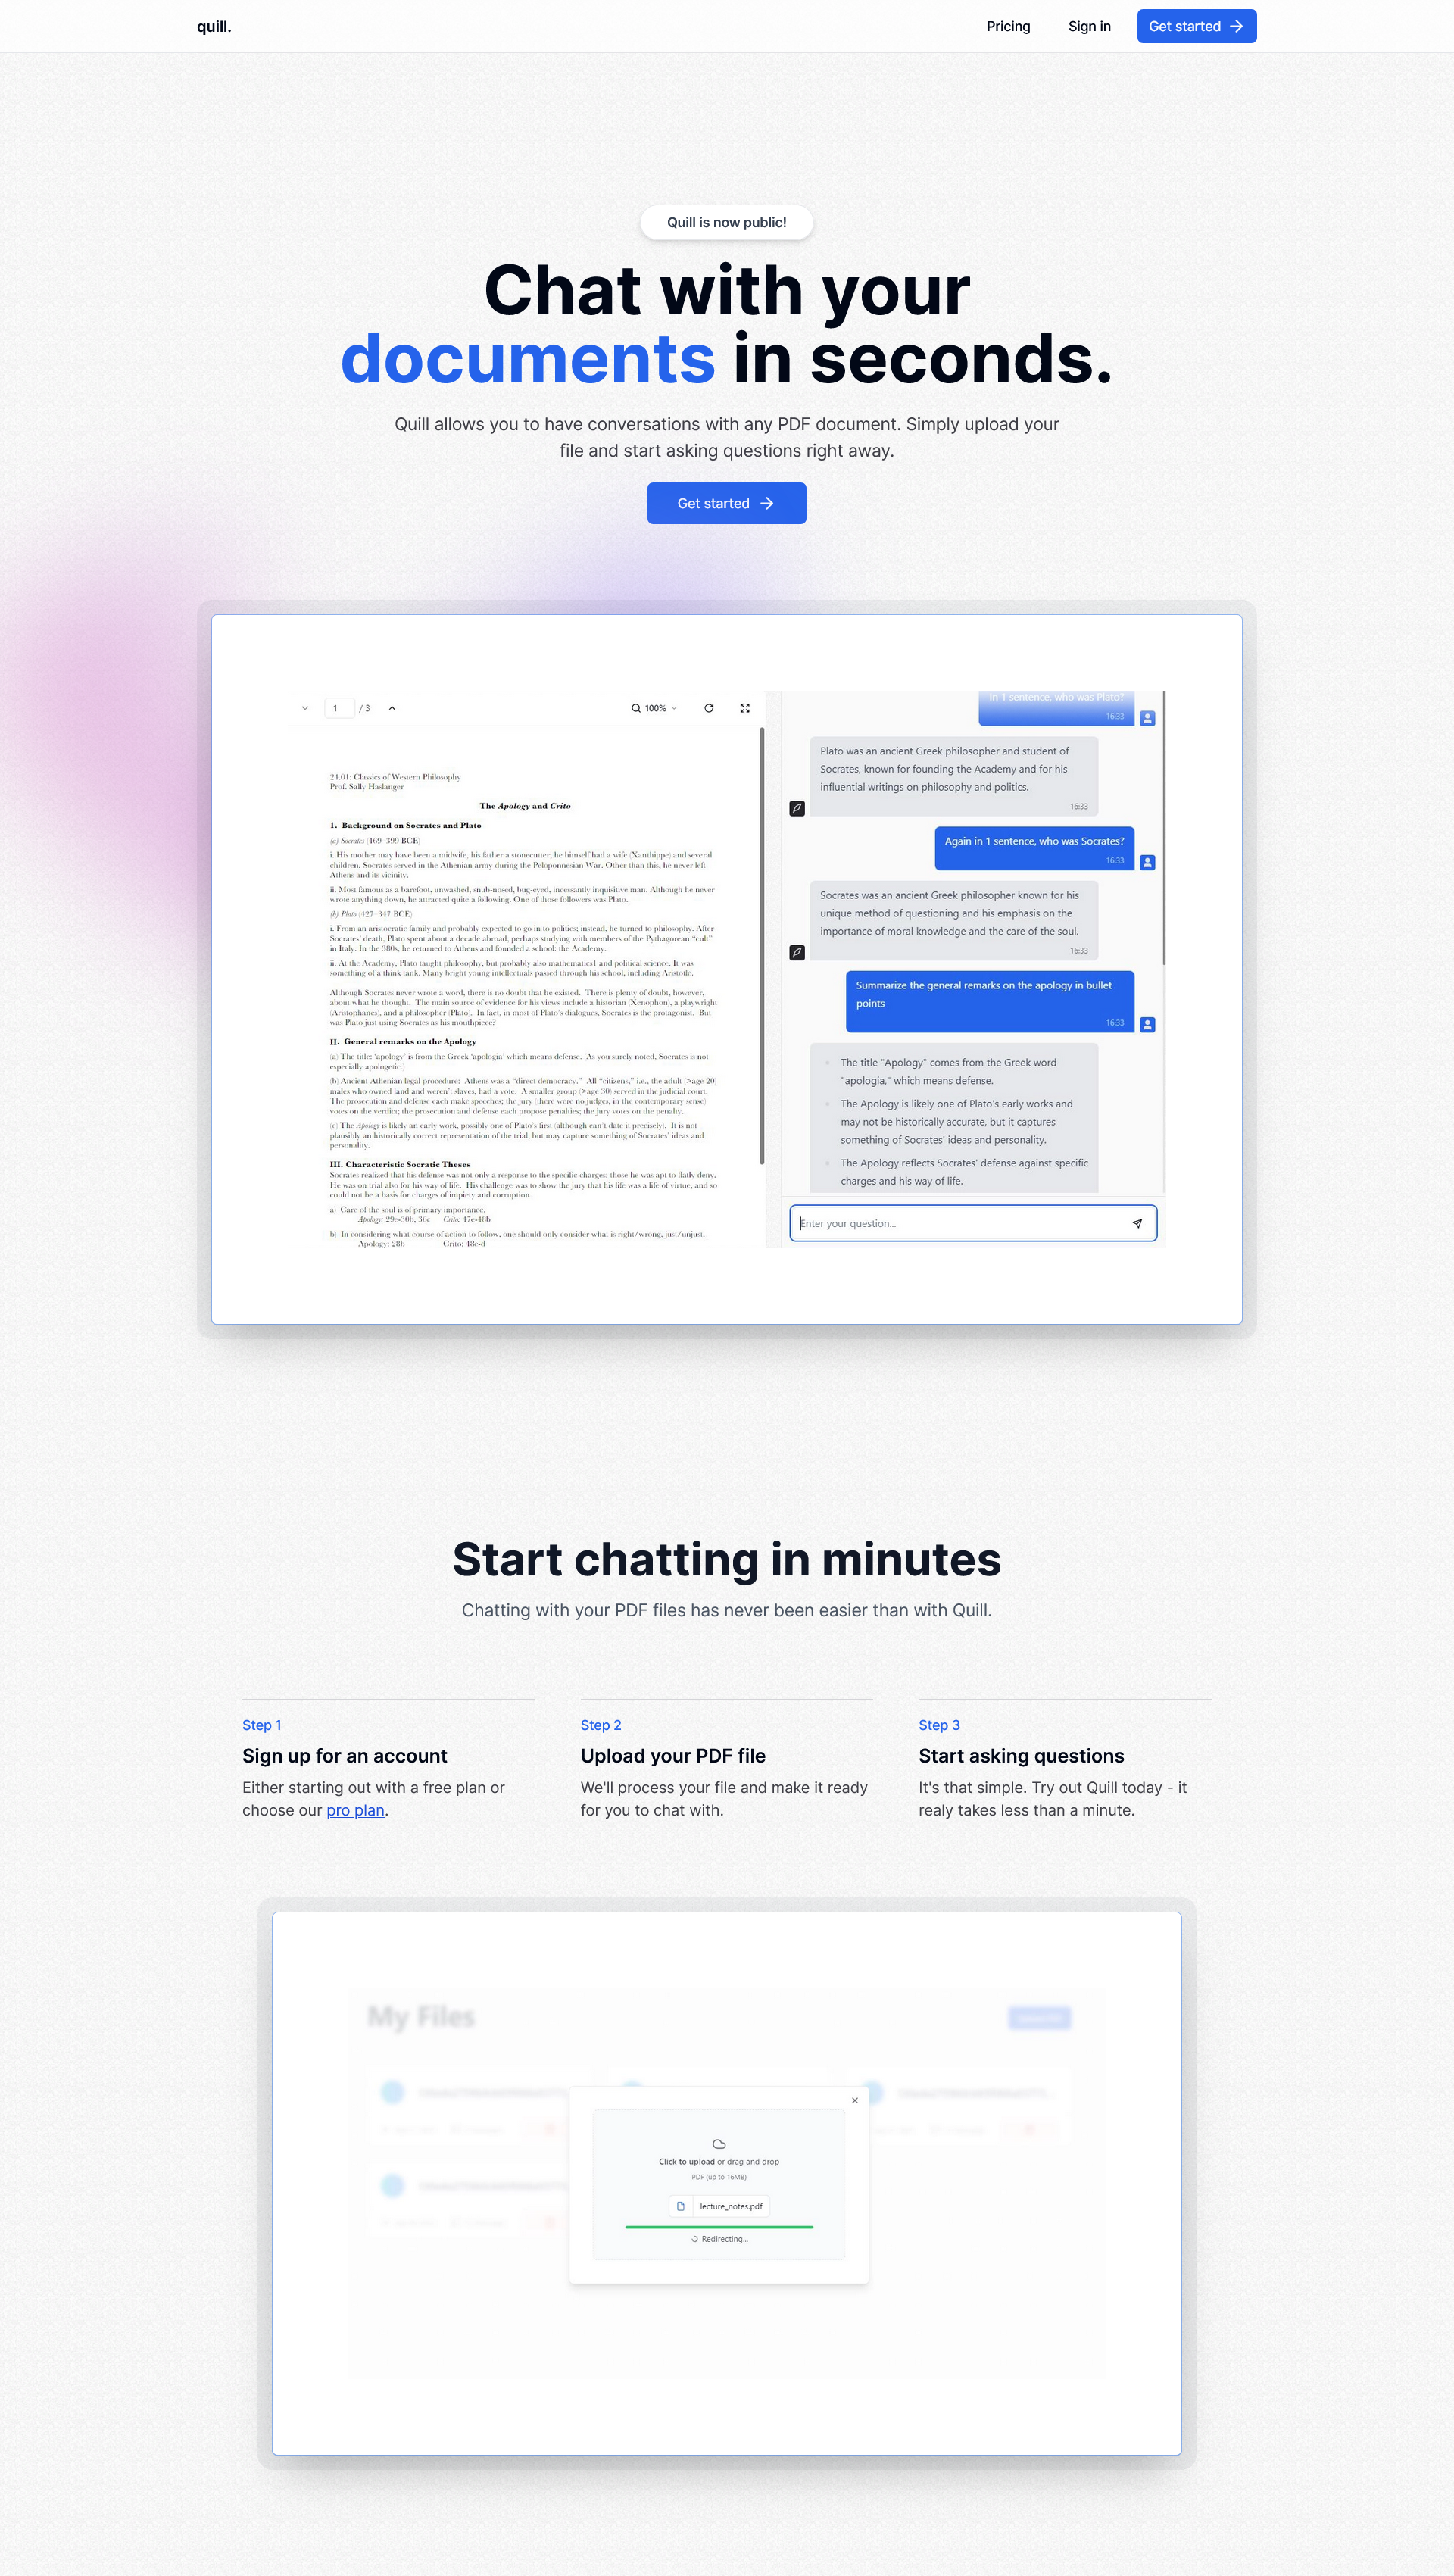 quill.
Pricing
Sign in
Get started
Quill is now public!
Chat with your
documents in seconds.
Quill allows you to have conversations with any PDF document. Simply upload your
file and start asking questions right away.
Get started
1 / 3
100%
24.01: Classics of Western Philosophy
Prof. Sally Haslanger
The Apology and Crito
1. Background on Socrates and Plato
(a) Socrates (469–399 BCE)
i. His mother may have been a midwife, his father a stonecutter; he himself had a wife (Xanthippe) and several
children. Socrates served in the Athenian army during the Peloponnesian War. Other than this, he never left
Athens and its vicinity.
ii. Most famous as a barefoot, unwashed, snub-nosed, bug-eyed, incessantly inquisitive man. Although he never
wrote anything down, he attracted quite a following. One of those followers was Plato.
(b) Plato (427–347 BCE)
i. From an aristocratic family and probably expected to go in to politics; instead, he turned to philosophy. After
Socrates' death, Plato spent about a decade abroad, perhaps studying with members of the Pythagorean "cult"
in Italy. In the 380s, he returned to Athens and founded a school: the Academy.
ii. At the Academy, Plato taught philosophy, but probably also mathematics1 and political science. It was
something of a think tank. Many bright young intellectuals passed through his school, including Aristotle.
Although Socrates never wrote a word, there is no doubt that he existed. There is plenty of doubt, however,
about what he thought. The main source of evidence for his views include a historian (Xenophon), a playwright
(Aristophanes), and a philosopher (Plato). In fact, in most of Plato's dialogues, Socrates is the protagonist. But
was Plato just using Socrates as his mouthpiece?
II. General remarks on the Apology
(a) The title: 'apology' is from the Greek 'apologia' which means defense. (As you surely noted, Socrates is not
especially apologetic.)
(b) Ancient Athenian legal procedure: Athens was a "direct democracy." All "citizens," i.e., the adult (>age 20)
males who owned land and weren't slaves, had a vote. A smaller group (>age 30) served in the judicial court.
The prosecution and defense each make speeches; the jury (there were no judges, in the contemporary sense)
votes on the verdict; the prosecution and defense each propose penalties; the jury votes on the penalty.
(c) The Apology is likely an early work, possibly one of Plato's first (although can't date it precisely). It is not
plausibly an historically correct representation of the trial, but may capture something of Socrates' ideas and
personality.
III. Characteristic Socratic Theses
Socrates realized that his defense was not only a response to the specific charges; those he was apt to flatly deny.
He was on trial also for his way of life. His challenge was to show the jury that his life was a life of virtue, and so
could not be a basis for charges of impiety and corruption.
a) Care of the soul is of primary importance.
Apology: 29e-30b, 36c Crito: 47e-48b
b) In considering what course of action to follow, one should only consider what is right/wrong, just/unjust.
Apology: 28b Crito: 48c-d
In 1 sentence, who was Plato?
16:33
Plato was an ancient Greek philosopher and student of
Socrates, known for founding the Academy and for his
influential writings on philosophy and politics.
16:33
Again in 1 sentence, who was Socrates?
16:33
Socrates was an ancient Greek philosopher known for his
unique method of questioning and his emphasis on the
importance of moral knowledge and the care of the soul.
16:33
Summarize the general remarks on the apology in bullet
points
16:33
The title "Apology" comes from the Greek word
"apologia," which means defense.
The Apology is likely one of Plato's early works and
may not be historically accurate, but it captures
something of Socrates' ideas and personality.
The Apology reflects Socrates' defense against specific
charges and his way of life.
Enter your question...
Start chatting in minutes
Chatting with your PDF files has never been easier than with Quill.
Step 1
Sign up for an account
Either starting out with a free plan or
choose our pro plan.
Step 2
Upload your PDF file
We'll process your file and make it ready
for you to chat with.
Step 3
Start asking questions
It's that simple. Try out Quill today - it
realy takes less than a minute.
My Files
Click to upload or drag and drop
PDF (up to 16MB)
lecture_notes.pdf
Redirecting...